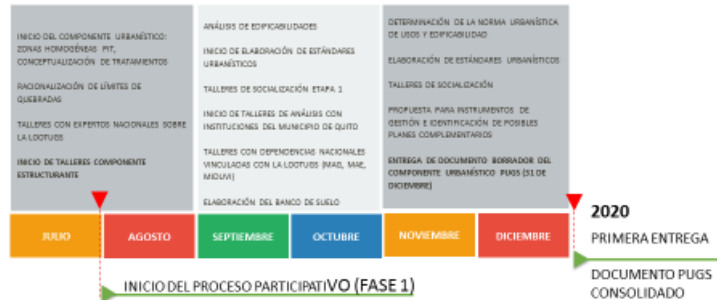 INICIO DEL COMPONENTE URBANÍSTICO:
ZONAS HOMOGÉNEAS PIT,
CONCEPTUALIZACIÓN DE TRATAMIENTOS
RACIONALIZACIÓN DE LÍMITES DE
QUEBRADAS
TALLERES CON EXPERTOS NACIONALES SOBRE
LA LOOTUGS
INICIO DE TALLERES COMPONENTE
ESTRUCTURANTE
ANÁLISIS DE EDIFICABILIDADES
INICIO DE ELABORACIÓN DE ESTÁNDARES
URBANÍSTICOS
TALLERES DE SOCIALIZACIÓN ETAPA 1
INICIO DE TALLERES DE ANÁLISIS CON
INSTITUCIONES DEL MUNICIPIO DE QUITO
TALLERES CON DEPENDENCIAS NACIONALES
VINCULADAS CON LA LOOTUGS (MAG, MAE,
MIDUVI)
ELABORACIÓN DEL BANCO DE SUELO
DETERMINACIÓN DE LA NORMA URBANÍSTICA
DE USOS Y EDIFICABILIDAD
ELABORACIÓN DE ESTÁNDARES URBANÍSTICOS
TALLERES DE SOCIALIZACIÓN
PROPUESTA PARA INSTRUMENTOS DE
GESTIÓN E IDENTIFICACIÓN DE POSIBLES
PLANES COMPLEMENTARIOS
ENTREGA DE DOCUMENTO BORRADOR DEL
COMPONENTE URBANÍSTICO PUGS (31 DE
DICIEMBRE)
JULIO
AGOSTO
SEPTIEMBRE
OCTUBRE
NOVIEMBRE
DICIEMBRE
2020
PRIMERA ENTREGA
DOCUMENTO PUGS
CONSOLIDADO
INICIO DEL PROCESO PARTICIPATIVO (FASE 1)